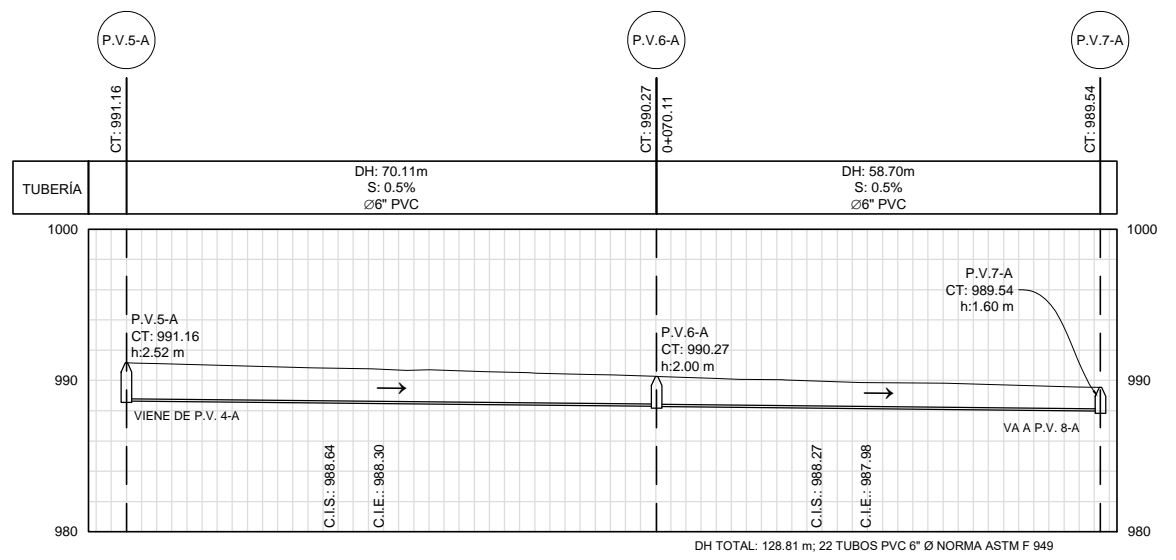 P.V.5-A
P.V.6-A
P.V.7-A
CT: 991.16
CT: 990.27
0+070.11
CT: 989.54
TUBERÍA
DH: 70.11m
S: 0.5%
∅6" PVC
DH: 58.70m
S: 0.5%
∅6" PVC
1000
1000
P.V.7-A
CT: 989.54
h:1.60 m
P.V.5-A
CT: 991.16
h:2.52 m
P.V.6-A
CT: 990.27
h:2.00 m
990
990
VIENE DE P.V. 4-A
VA A P.V. 8-A
C.I.S.: 988.64
C.I.E.: 988.30
C.I.S.: 988.27
C.I.E.: 987.98
980
980
DH TOTAL: 128.81 m; 22 TUBOS PVC 6" Ø NORMA ASTM F 949